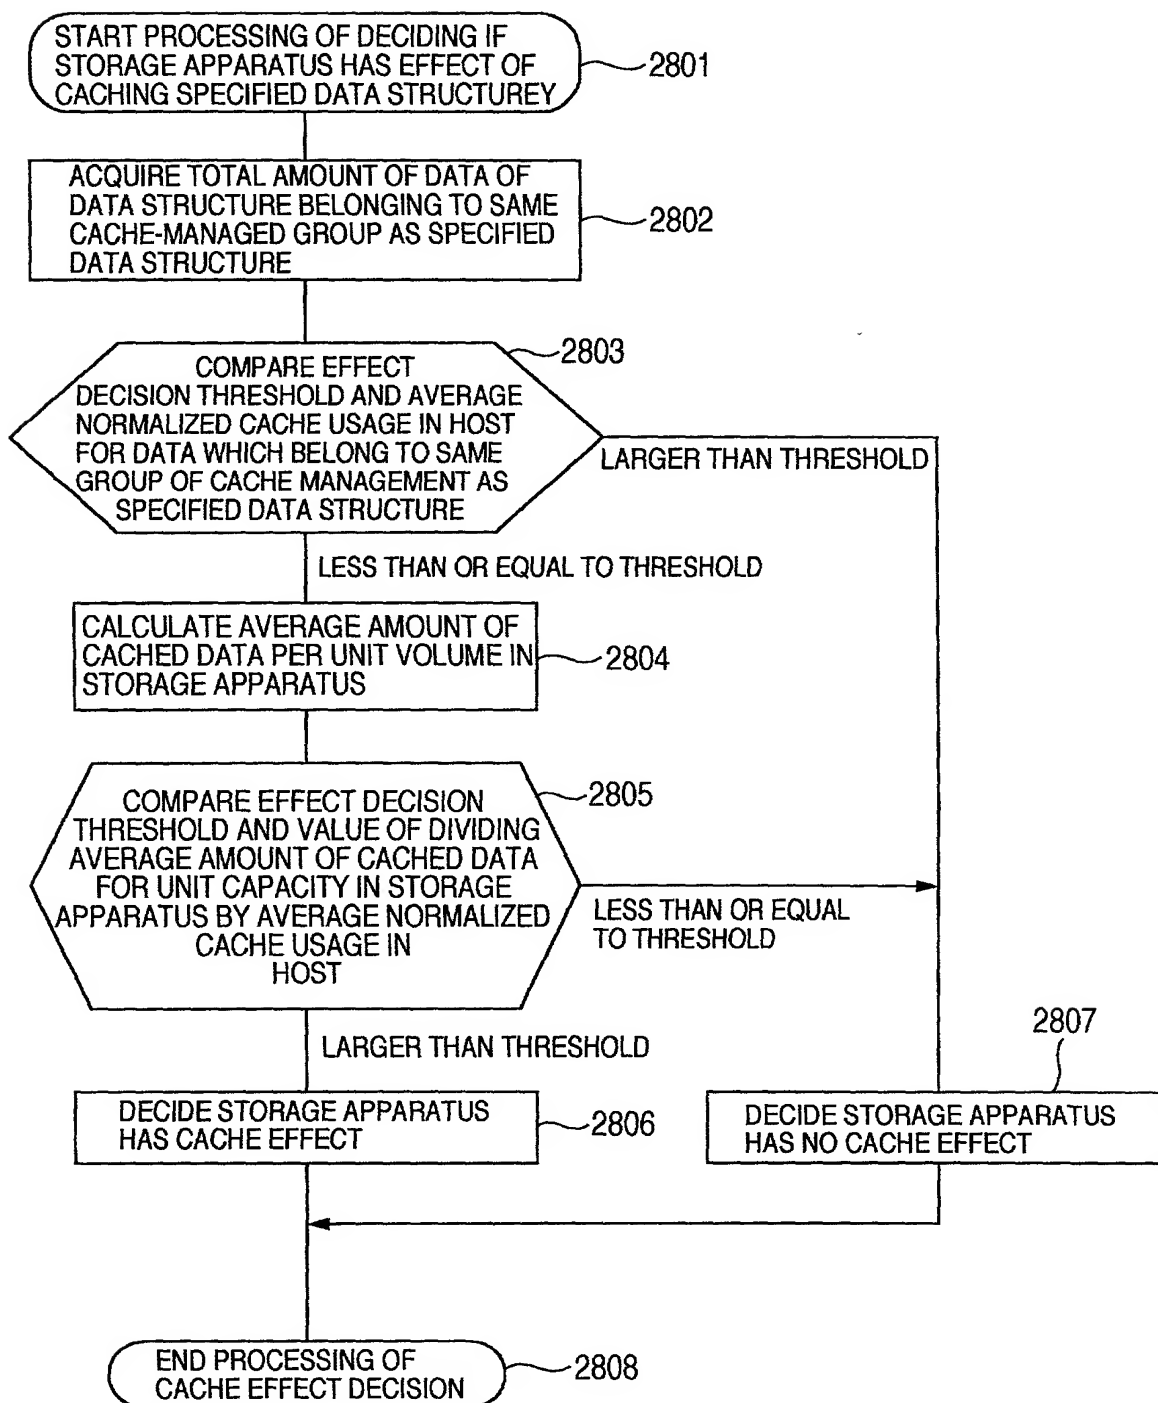 START PROCESSING OF DECIDING IF
STORAGE APPARATUS HAS EFFECT OF
CACHING SPECIFIED DATA STRUCTUREY
2801
ACQUIRE TOTAL AMOUNT OF DATA OF
DATA STRUCTURE BELONGING TO SAME
CACHE-MANAGED GROUP AS SPECIFIED
DATA STRUCTURE
2802
2803
COMPARE EFFECT
DECISION THRESHOLD AND AVERAGE
NORMALIZED CACHE USAGE IN HOST
FOR DATA WHICH BELONG TO SAME
GROUP OF CACHE MANAGEMENT AS
SPECIFIED DATA STRUCTURE
LARGER THAN THRESHOLD
LESS THAN OR EQUAL TO THRESHOLD
CALCULATE AVERAGE AMOUNT OF
CACHED DATA PER UNIT VOLUME IN
STORAGE APPARATUS
2804
2805
COMPARE EFFECT DECISION
THRESHOLD AND VALUE OF DIVIDING
AVERAGE AMOUNT OF CACHED DATA
FOR UNIT CAPACITY IN STORAGE
APPARATUS BY AVERAGE NORMALIZED
CACHE USAGE IN
HOST
LESS THAN OR EQUAL
TO THRESHOLD
LARGER THAN THRESHOLD
2807
DECIDE STORAGE APPARATUS
HAS CACHE EFFECT
2806
DECIDE STORAGE APPARATUS
HAS NO CACHE EFFECT
END PROCESSING OF
CACHE EFFECT DECISION
2808